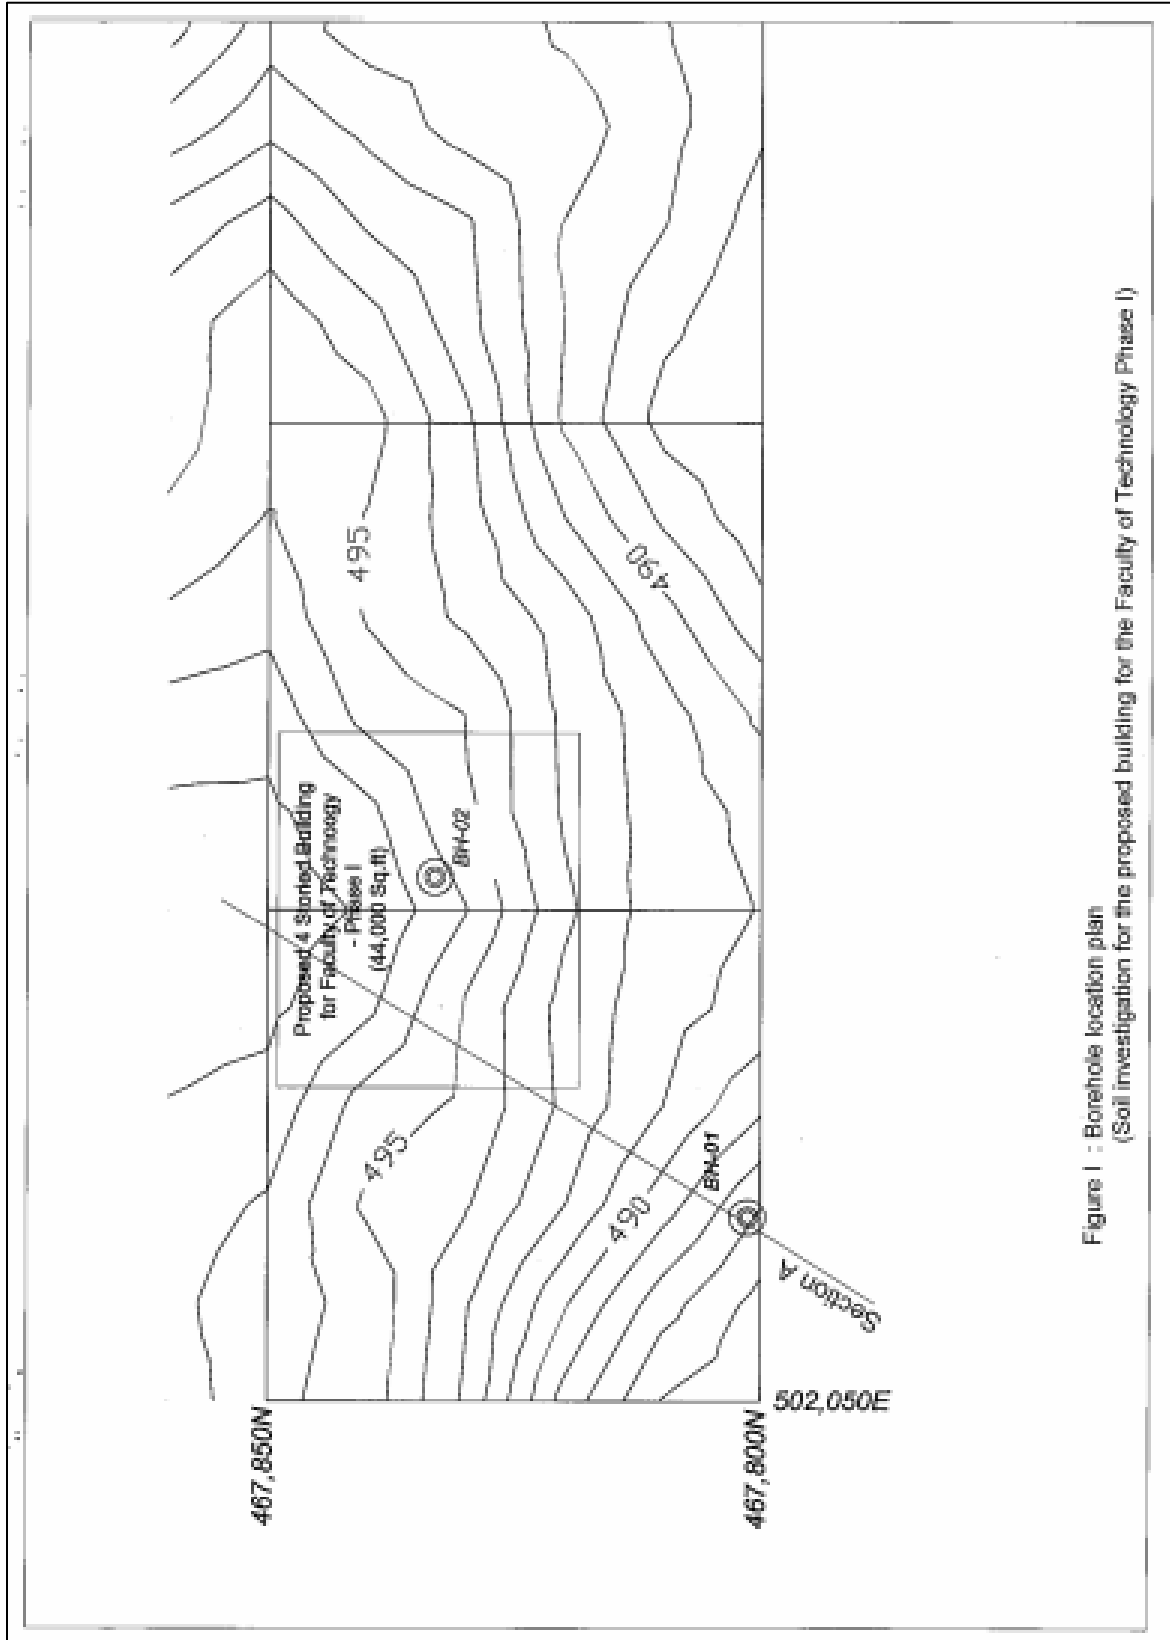 Proposed 4 Storied Building
for Faculty of Technoogy
- Phase I
(44,000 Sq.ft)
BH-02
495
490
495
490
BH-01
Section A
467,850N
467,800N
502,050E
Figure I : Borehole location plan
(Soil investigation for the proposed building for the Faculty of Technology Phase I)